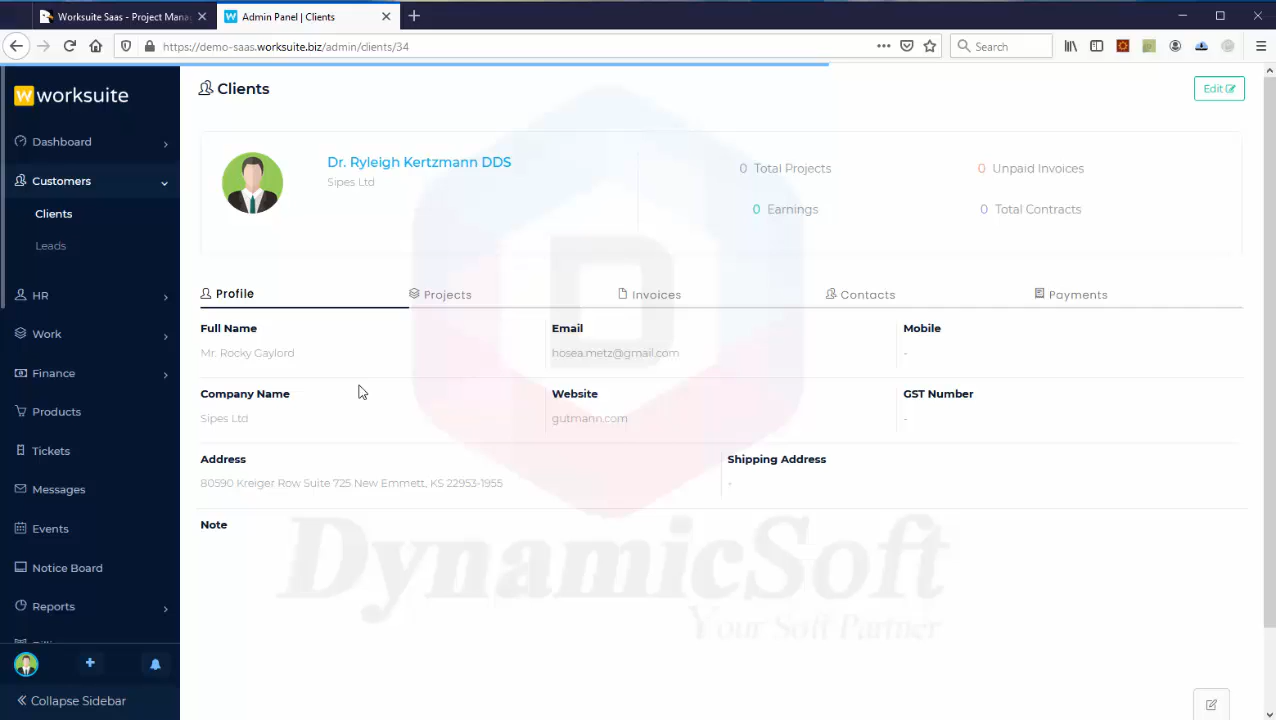 Worksuite Saas - Project Mana
Admin Panel | Clients
https://demo-saas.worksuite.biz/admin/clients/34
Search
worksuite
Dashboard
Customers
Clients
Leads
HR
Work
Finance
Products
Tickets
Messages
Events
Notice Board
Reports
Collapse Sidebar
Clients
Edit
Dr. Ryleigh Kertzmann DDS
Sipes Ltd
0 Total Projects
0 Unpaid Invoices
0 Earnings
0 Total Contracts
Profile
Projects
Invoices
Contacts
Payments
Full Name
Email
Mobile
Mr. Rocky Gaylord
hosea.metz@gmail.com
-
Company Name
Website
GST Number
Sipes Ltd
gutmann.com
-
Address
Shipping Address
80590 Kreiger Row Suite 725 New Emmett, KS 22953-1955
-
Note
D
DynamicSoft
Your Soft Partner